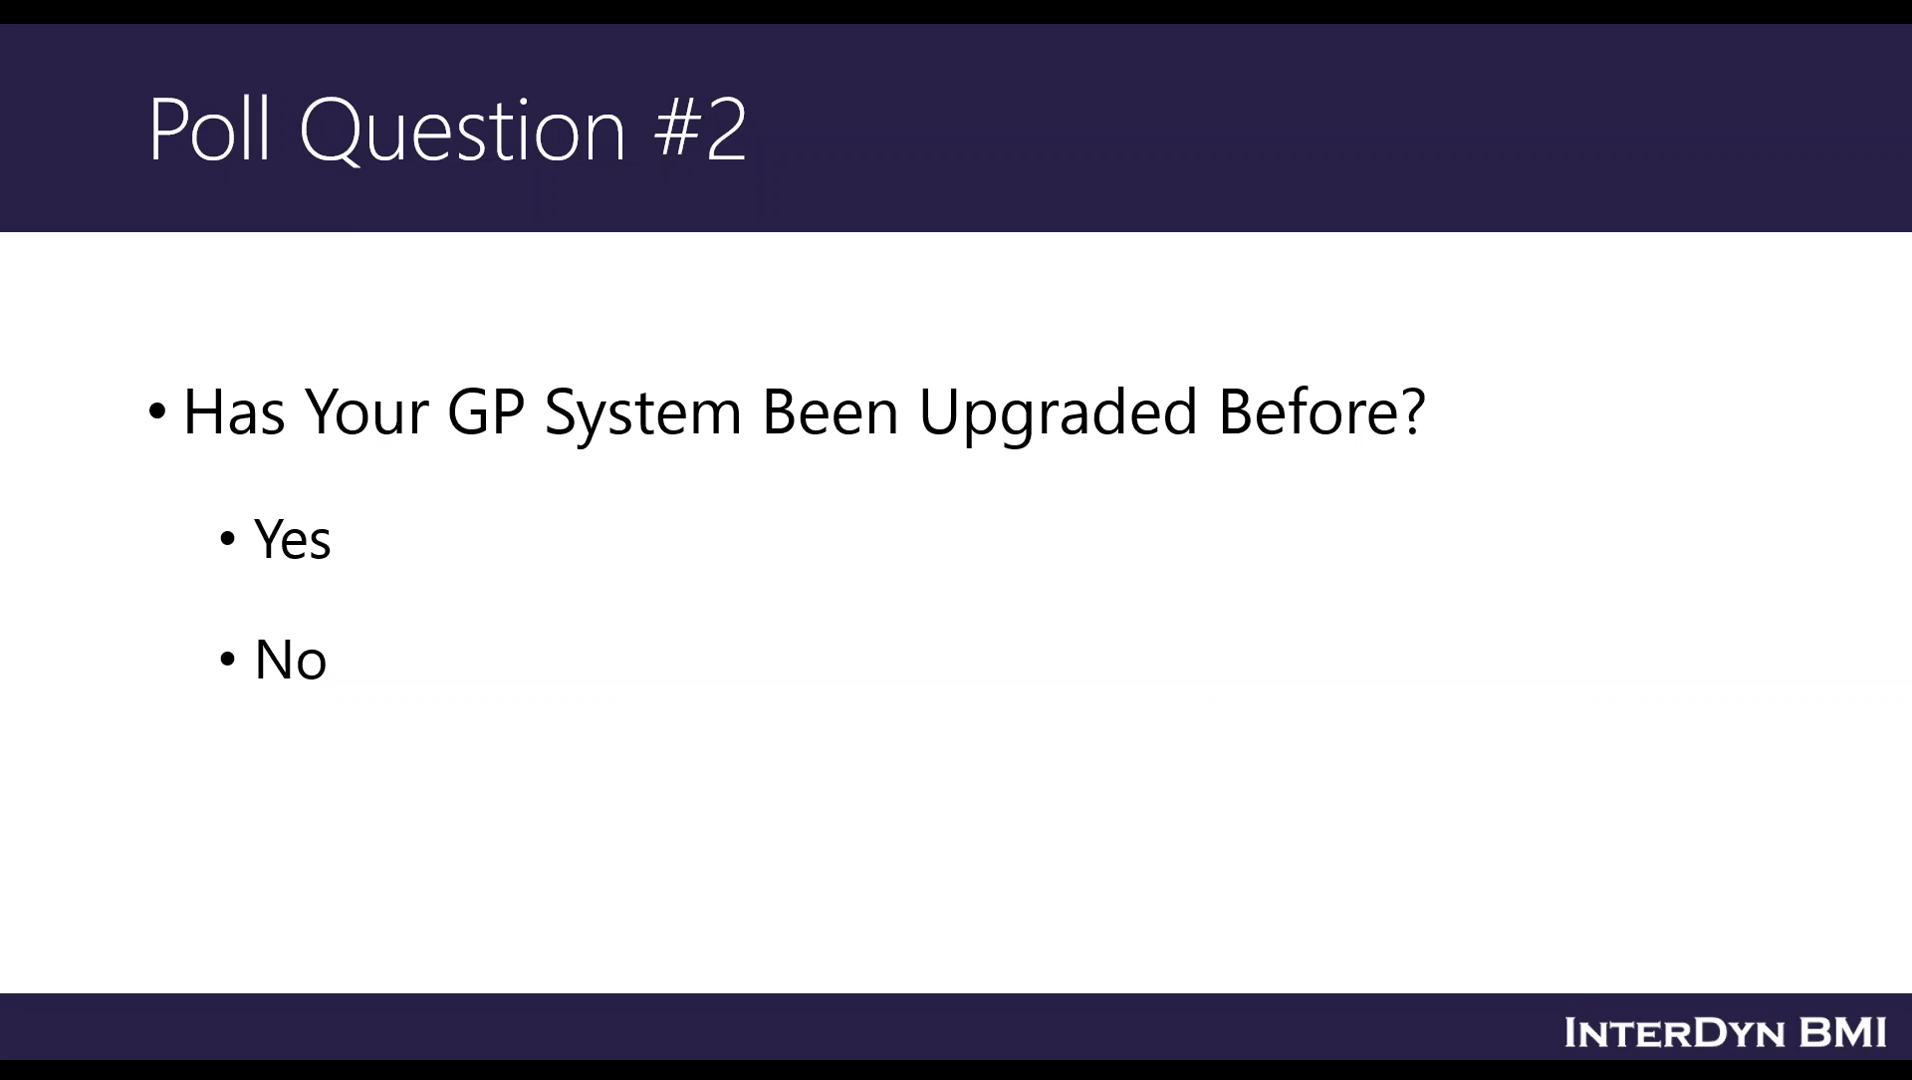 Poll Question #2
• Has Your GP System Been Upgraded Before?
• Yes
• No
INTERDYN BMI